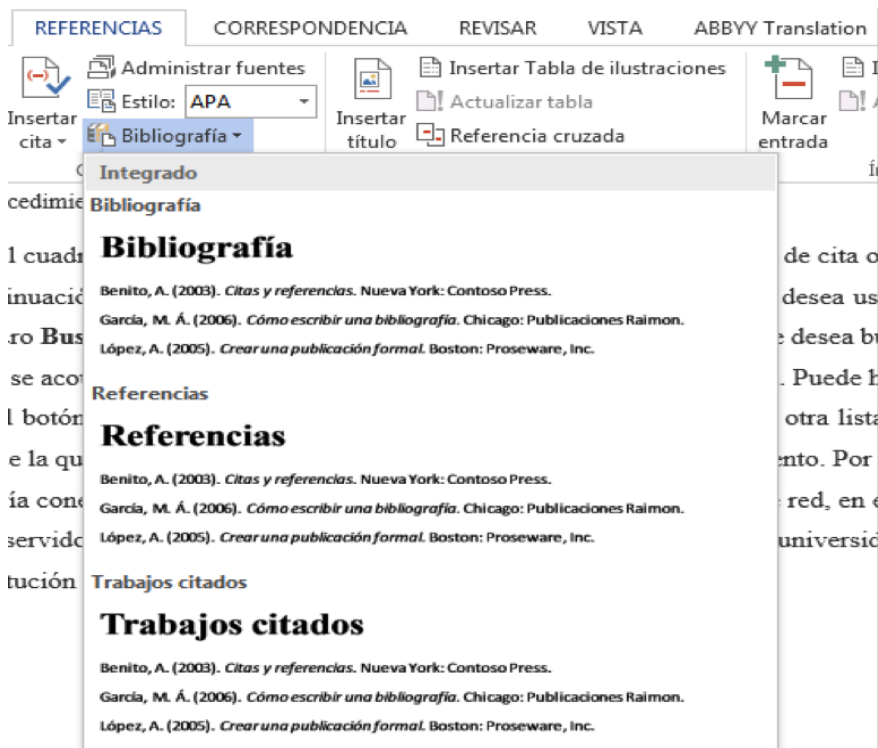 REFERENCIAS CORRESPONDENCIA REVISAR VISTA ABBYY Translation
Insertar cita
Administrar fuentes
Estilo: APA
Bibliografía
Insertar título
Insertar Tabla de ilustraciones
Actualizar tabla
Referencia cruzada
Marcar entrada
Integrado
Bibliografía
Bibliografía
Benito, A. (2003). Citas y referencias. Nueva York: Contoso Press.
García, M. Á. (2006). Cómo escribir una bibliografía. Chicago: Publicaciones Raimon.
López, A. (2005). Crear una publicación formal. Boston: Proseware, Inc.
Referencias
Referencias
Benito, A. (2003). Citas y referencias. Nueva York: Contoso Press.
García, M. Á. (2006). Cómo escribir una bibliografía. Chicago: Publicaciones Raimon.
López, A. (2005). Crear una publicación formal. Boston: Proseware, Inc.
Trabajos citados
Trabajos citados
Benito, A. (2003). Citas y referencias. Nueva York: Contoso Press.
García, M. Á. (2006). Cómo escribir una bibliografía. Chicago: Publicaciones Raimon.
López, A. (2005). Crear una publicación formal. Boston: Proseware, Inc.
cedimie
l cuad
de cita o
inuació
desea us
ro Bus
desea bu
se aco
. Puede h
l botón
otra lista
e la qu
ento. Por
ía cone
red, en e
servido
universid
tución